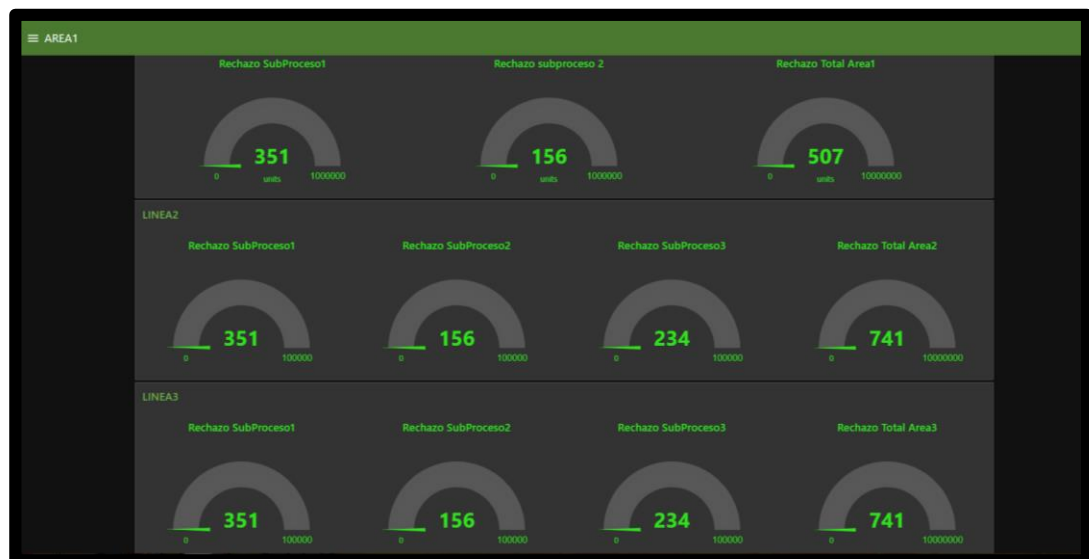 ≡ AREA1
Rechazo SubProceso1 Rechazo subproceso 2 Rechazo Total Area1
351 156 507
0 units 1000000 0 units 1000000 0 units 10000000
LINEA2
Rechazo SubProceso1 Rechazo SubProceso2 Rechazo SubProceso3 Rechazo Total Area2
351 156 234 741
0 100000 0 100000 0 100000 0 10000000
LINEA3
Rechazo SubProceso1 Rechazo SubProceso2 Rechazo SubProceso3 Rechazo Total Area3
351 156 234 741
0 100000 0 100000 0 100000 0 10000000